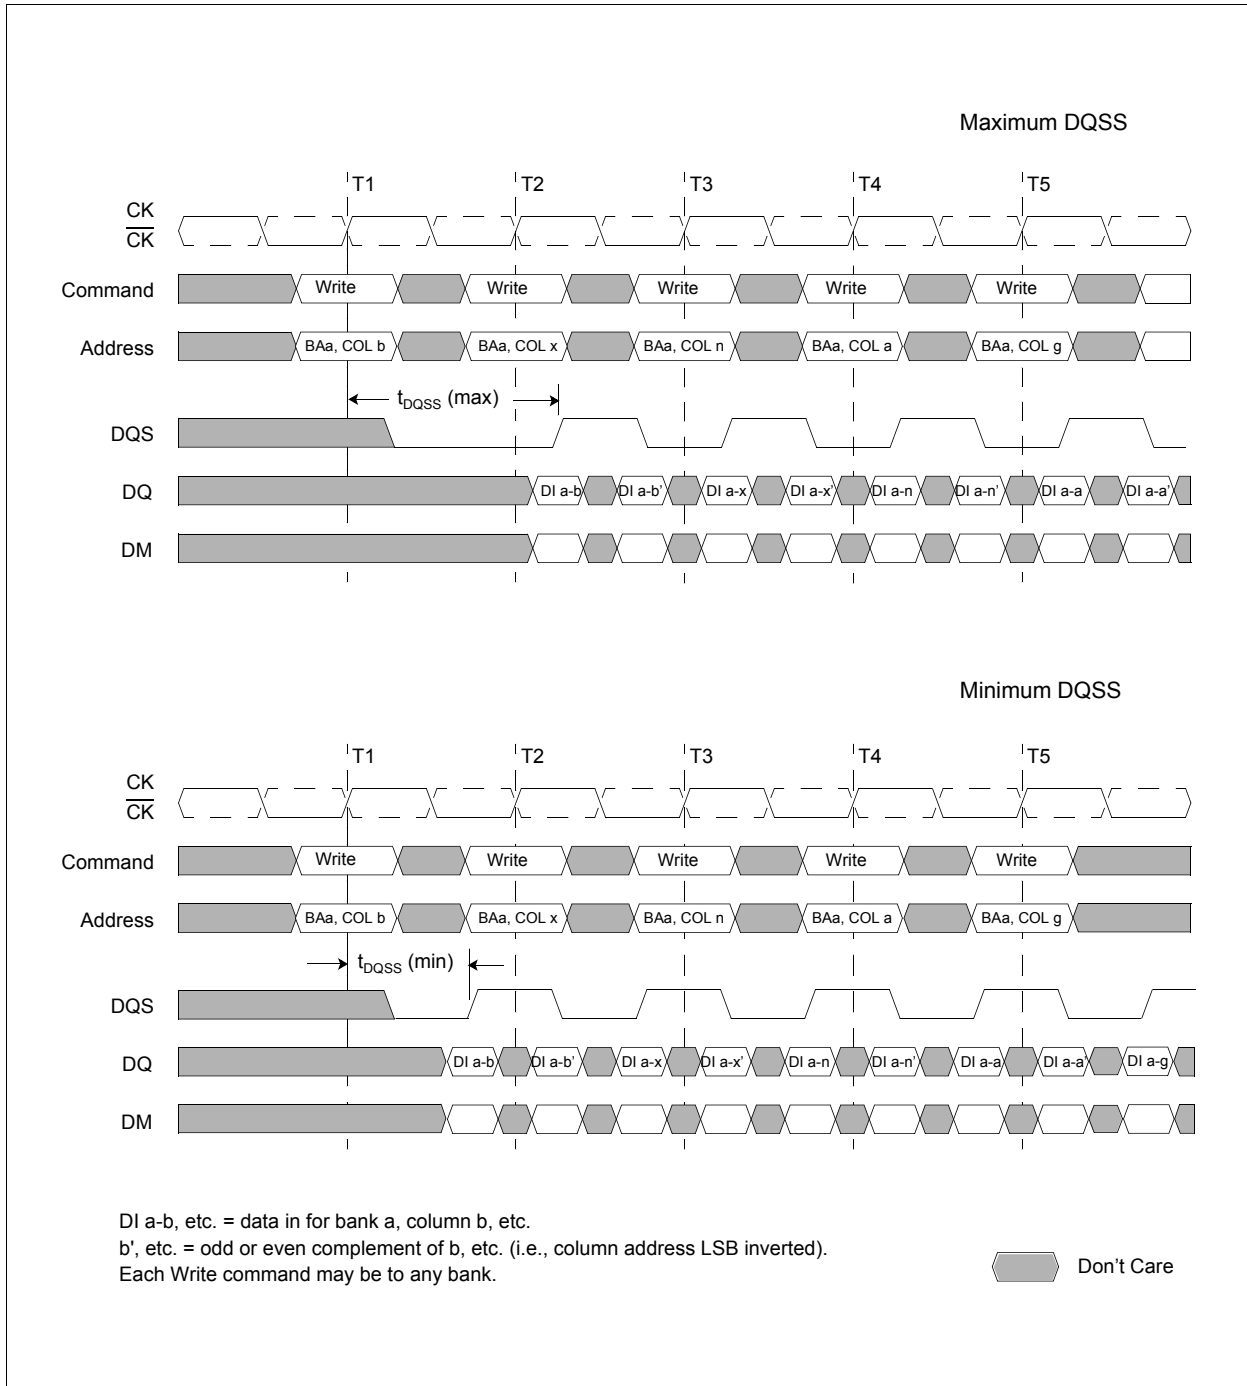 Maximum DQSS
T1 T2 T3 T4 T5
CK
CK
Command Write Write Write Write Write
Address BAa, COL b BAa, COL x BAa, COL n BAa, COL a BAa, COL g
tDQSS (max)
DQS
DQ DI a-b DI a-b' DI a-x DI a-x' DI a-n DI a-n' DI a-a DI a-a'
DM
Minimum DQSS
T1 T2 T3 T4 T5
CK
CK
Command Write Write Write Write Write
Address BAa, COL b BAa, COL x BAa, COL n BAa, COL a BAa, COL g
tDQSS (min)
DQS
DQ DI a-b DI a-b' DI a-x DI a-x' DI a-n DI a-n' DI a-a DI a-a' DI a-g
DM
DI a-b, etc. = data in for bank a, column b, etc.
b', etc. = odd or even complement of b, etc. (i.e., column address LSB inverted).
Each Write command may be to any bank.
Don't Care